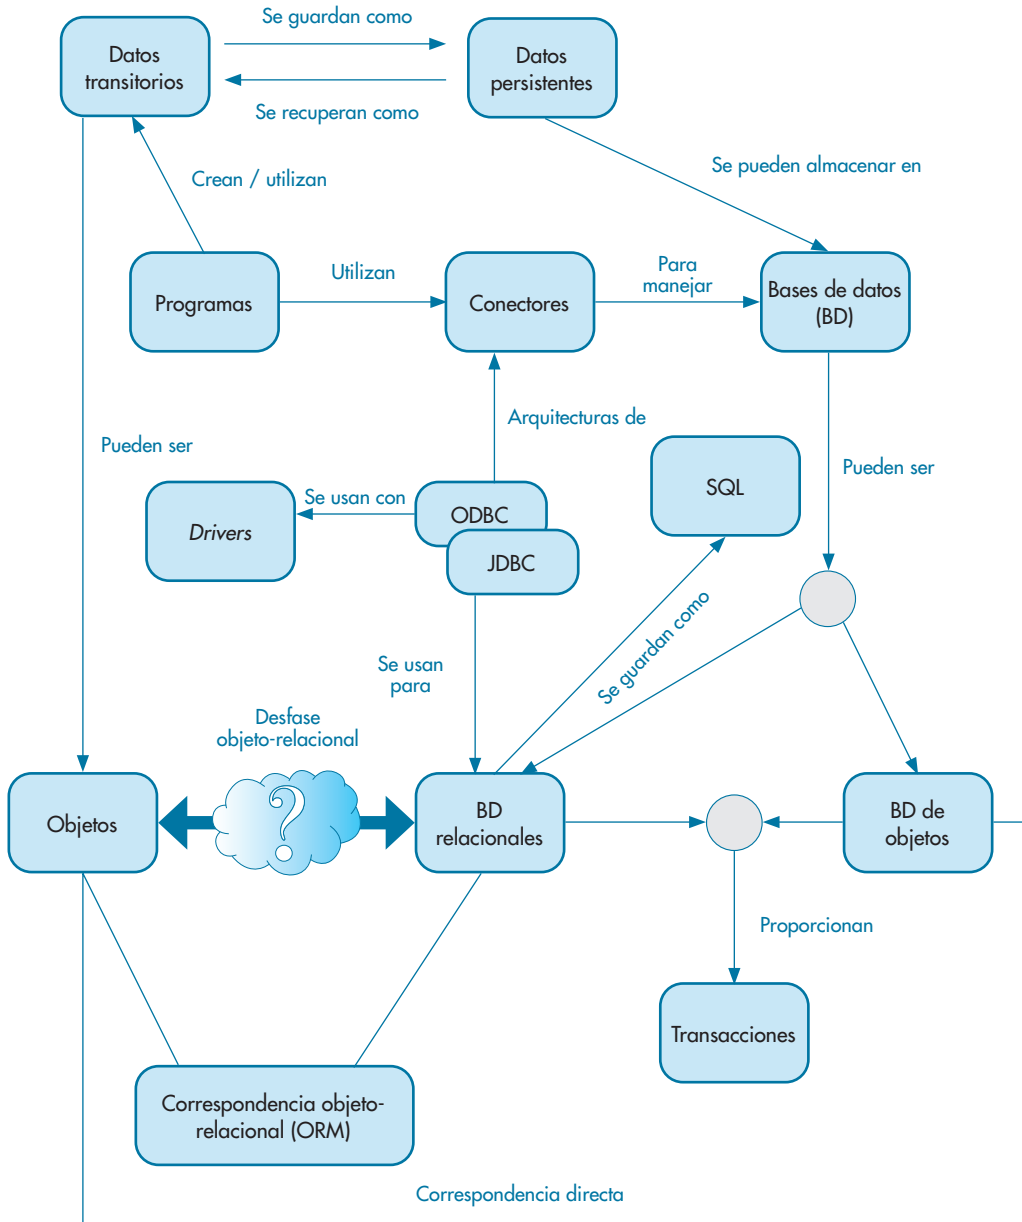 Se guardan como
Datos
transitorios
Datos
persistentes
Se recuperan como
Se pueden almacenar en
Crean / utilizan
Programas
Utilizan
Conectores
Para
manejar
Bases de datos
(BD)
Arquitecturas de
Pueden ser
SQL
Pueden ser
Drivers
Se usan con
ODBC
JDBC
Se guardan como
Se usan
para
Desfase
objeto-relacional
Objetos
?
BD
relacionales
BD de
objetos
Proporcionan
Transacciones
Correspondencia objeto-
relacional (ORM)
Correspondencia directa